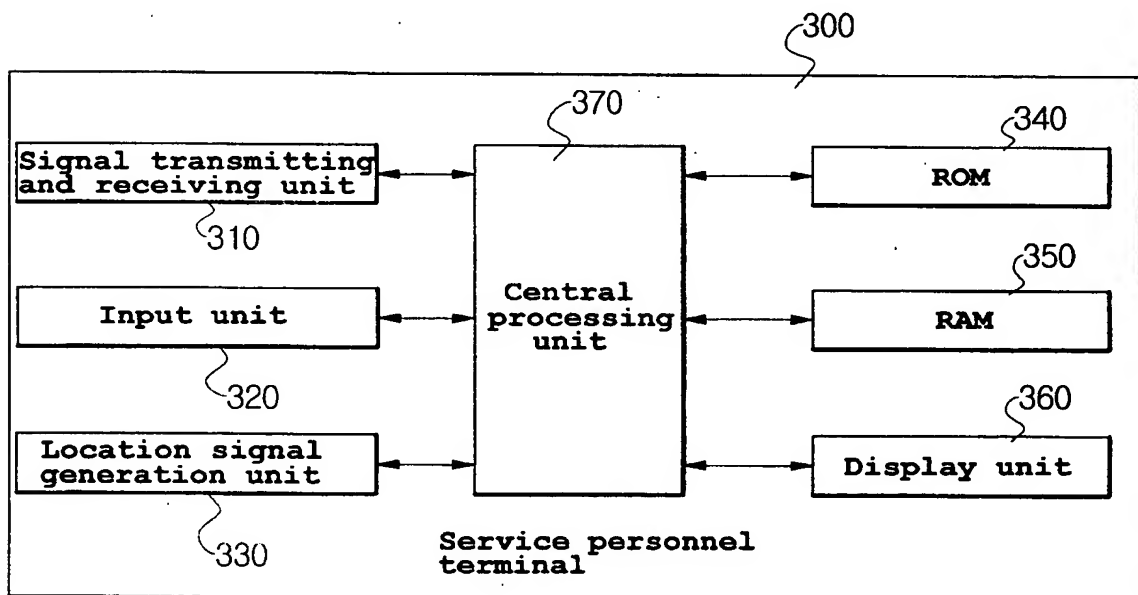 300
370
340
Signal transmitting
and receiving unit
ROM
310
350
Input unit
Central
processing
unit
RAM
320
360
Location signal
generation unit
Display unit
330
Service personnel
terminal